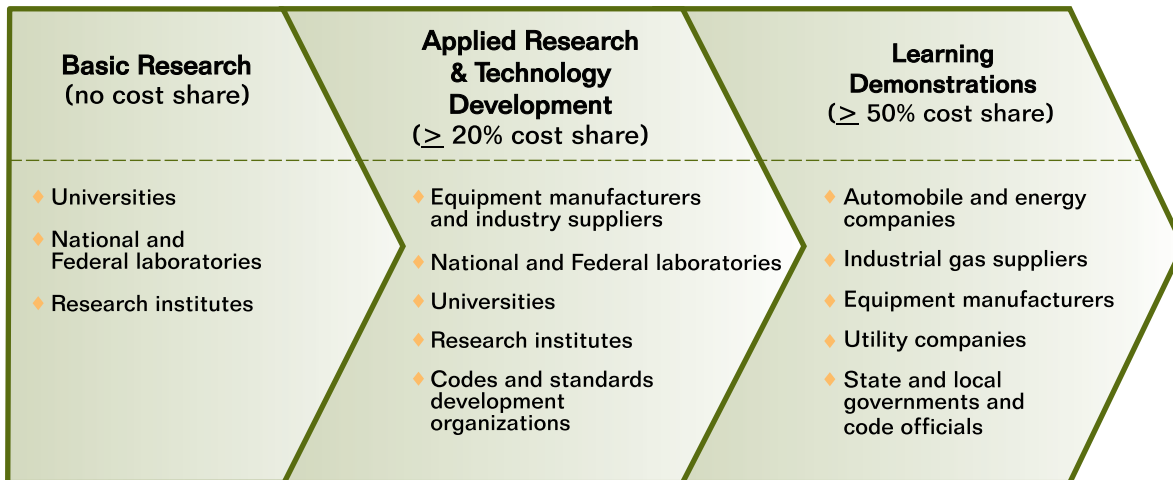 Basic Research
(no cost share)
Universities
National and
Federal laboratories
Research institutes
Applied Research
& Technology
Development
(≥ 20% cost share)
Equipment manufacturers
and industry suppliers
National and Federal laboratories
Universities
Research institutes
Codes and standards
development
organizations
Learning
Demonstrations
(≥ 50% cost share)
Automobile and energy
companies
Industrial gas suppliers
Equipment manufacturers
Utility companies
State and local
governments and
code officials